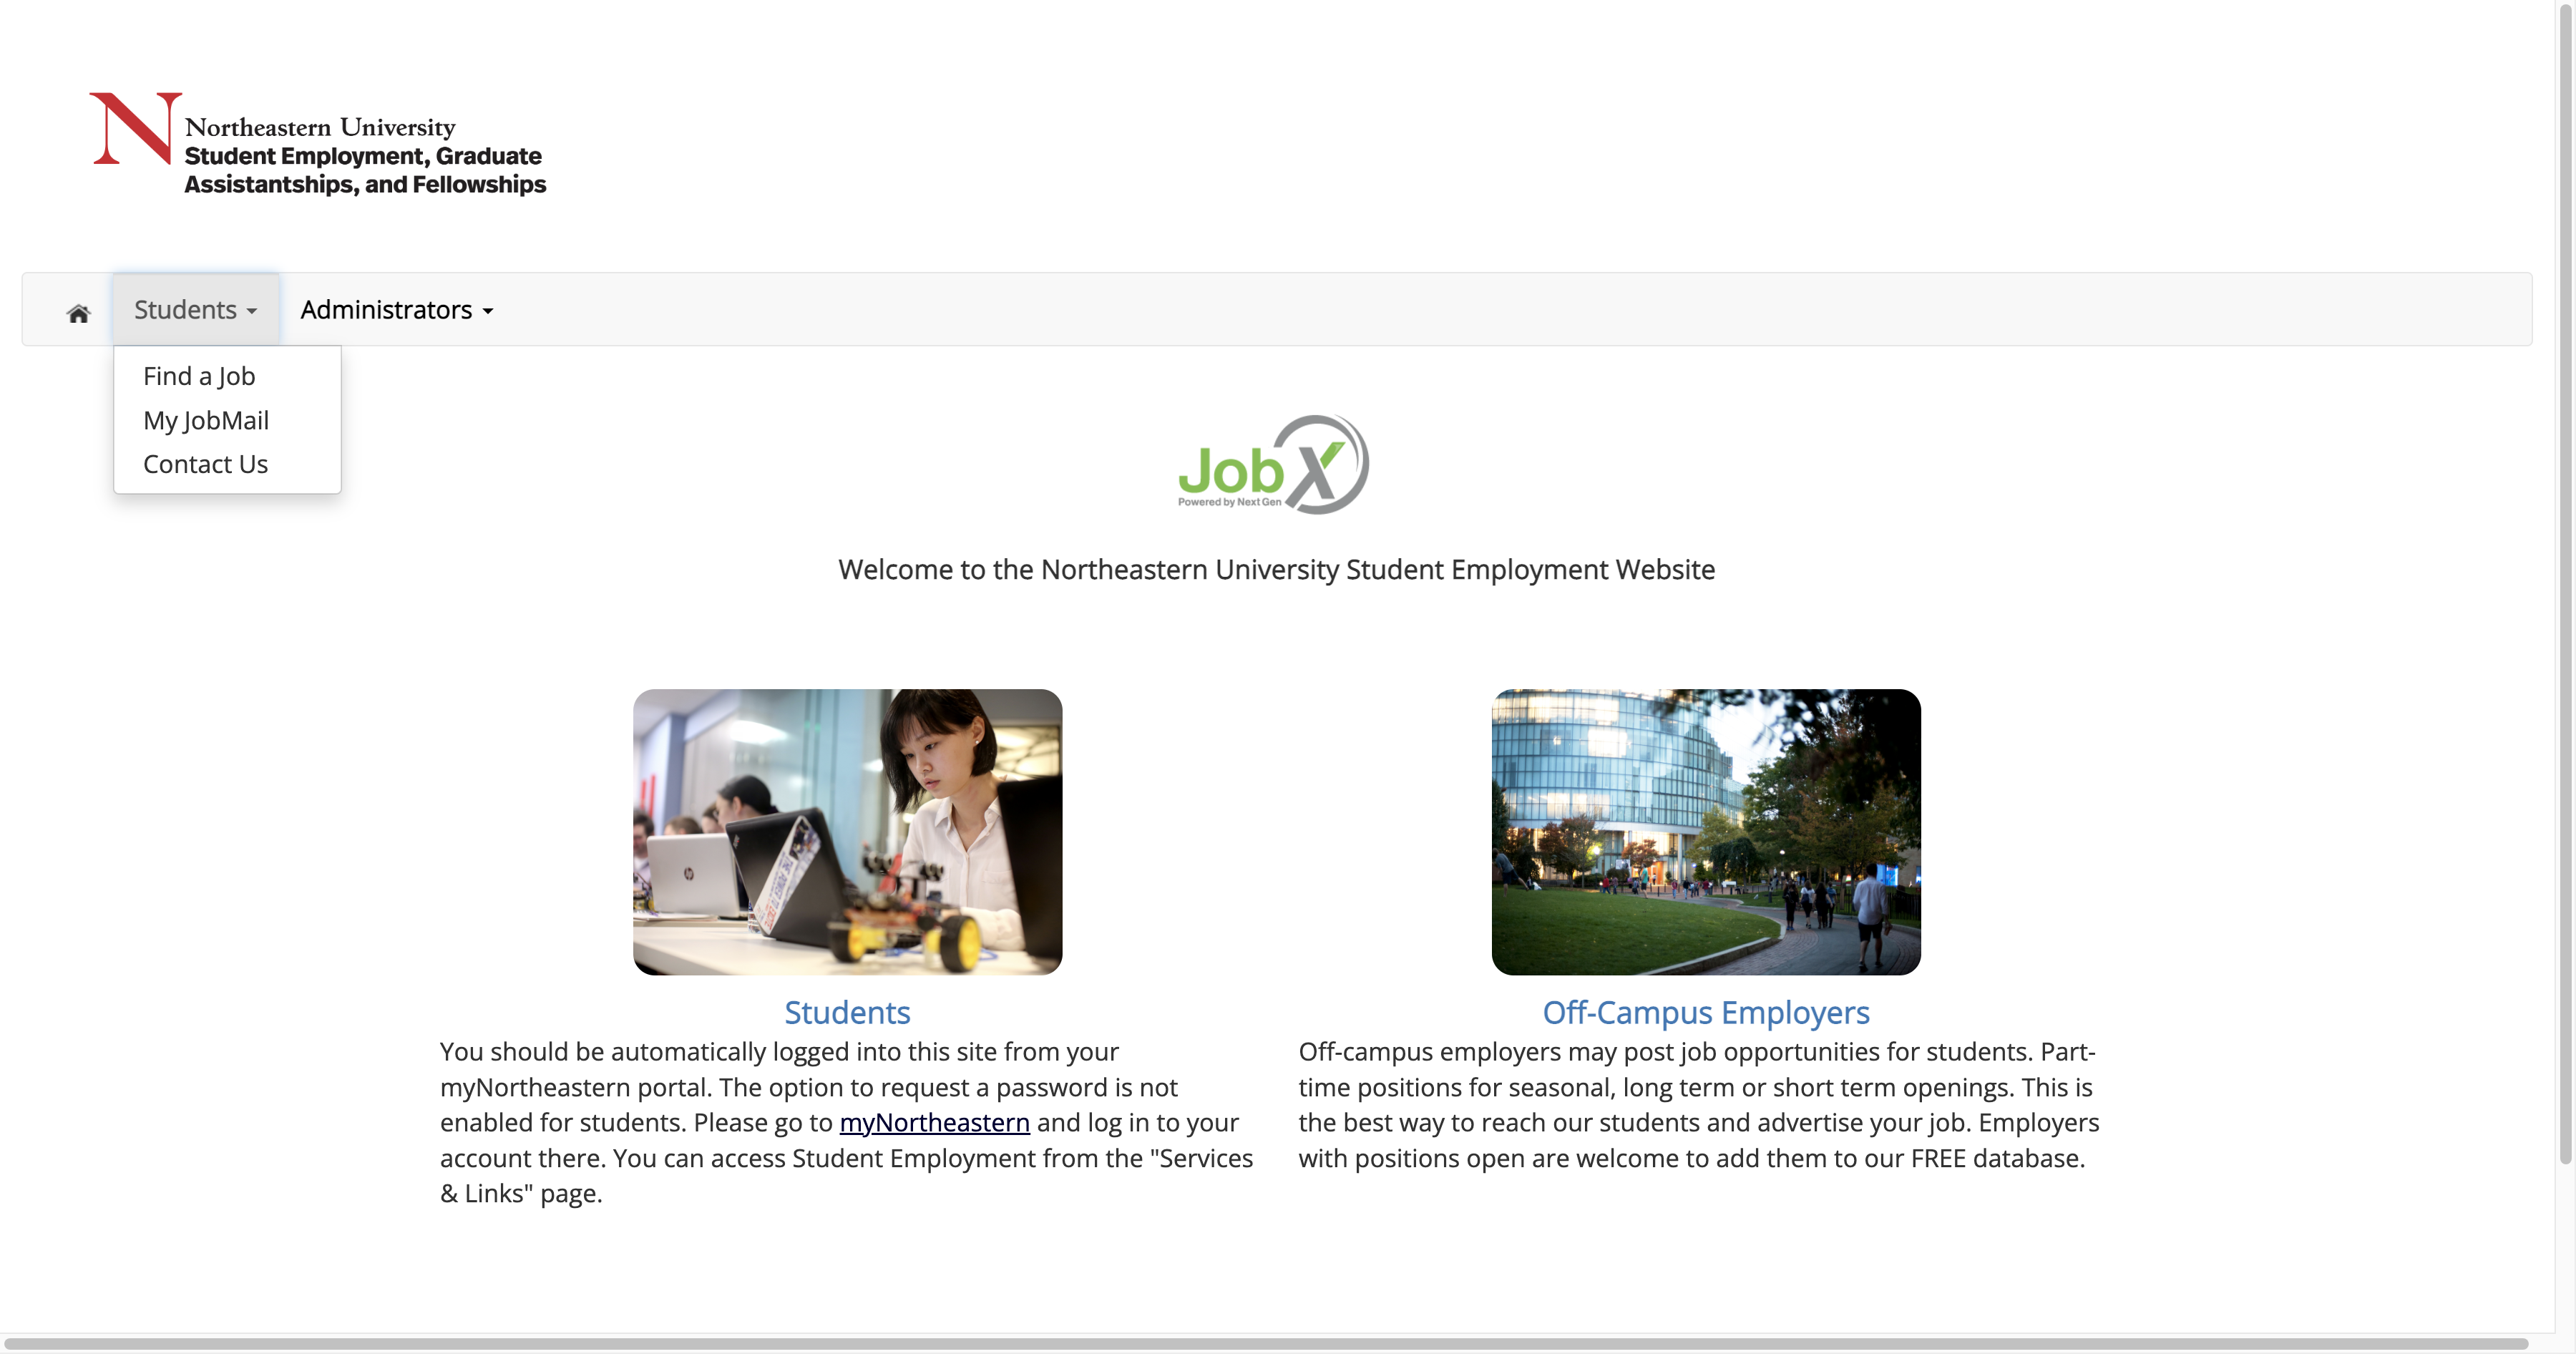 Northeastern University
Student Employment, Graduate
Assistantships, and Fellowships
Students
Administrators
Find a Job
My JobMail
Contact Us
JobX
Powered by Next Gen
Welcome to the Northeastern University Student Employment Website
Students
You should be automatically logged into this site from your
myNortheastern portal. The option to request a password is not
enabled for students. Please go to myNortheastern and log in to your
account there. You can access Student Employment from the "Services
& Links" page.
Off-Campus Employers
Off-campus employers may post job opportunities for students. Part-
time positions for seasonal, long term or short term openings. This is
the best way to reach our students and advertise your job. Employers
with positions open are welcome to add them to our FREE database.